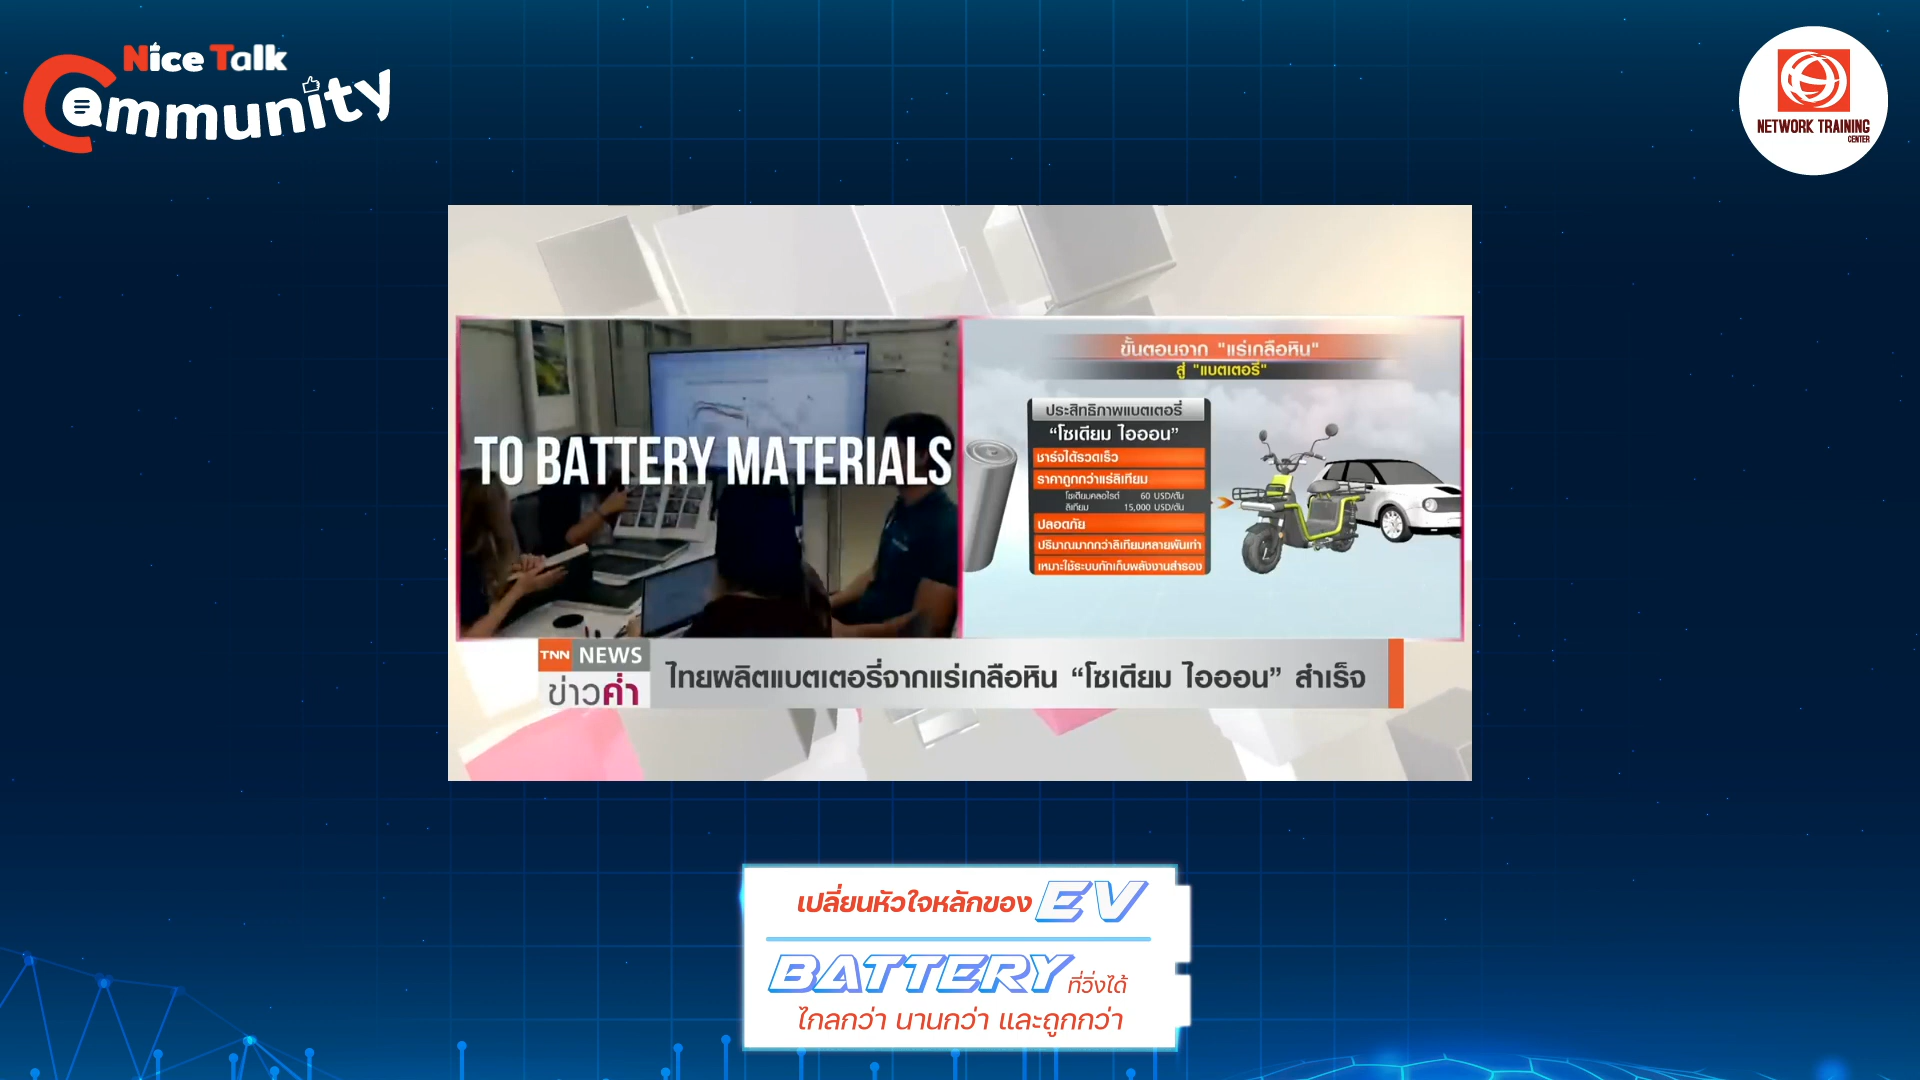 Nice Talk
Community
NETWORK TRAINING
CENTER
TO BATTERY MATERIALS
ขั้นตอนจาก "แร่เกลือหิน"
สู่ "แบตเตอรี่"
ประสิทธิภาพแบตเตอรี่
“โซเดียม ไอออน”
ชาร์จได้รวดเร็ว
ราคาถูกกว่าแร่ลิเทียม
โซเดียมคลอไรด์ 60 USD/ตัน
ลิเทียม 15,000 USD/ตัน
ปลอดภัย
ปริมาณมากกว่าลิเทียมหลายพันเท่า
เหมาะใช้ระบบกักเก็บพลังงานสำรอง
TNN NEWS
ข่าวค่ำ
ไทยผลิตแบตเตอรี่จากแร่เกลือหิน “โซเดียม ไอออน” สำเร็จ
เปลี่ยนหัวใจหลักของ EV
BATTERY ที่วิ่งได้
ไกลกว่า นานกว่า และถูกกว่า